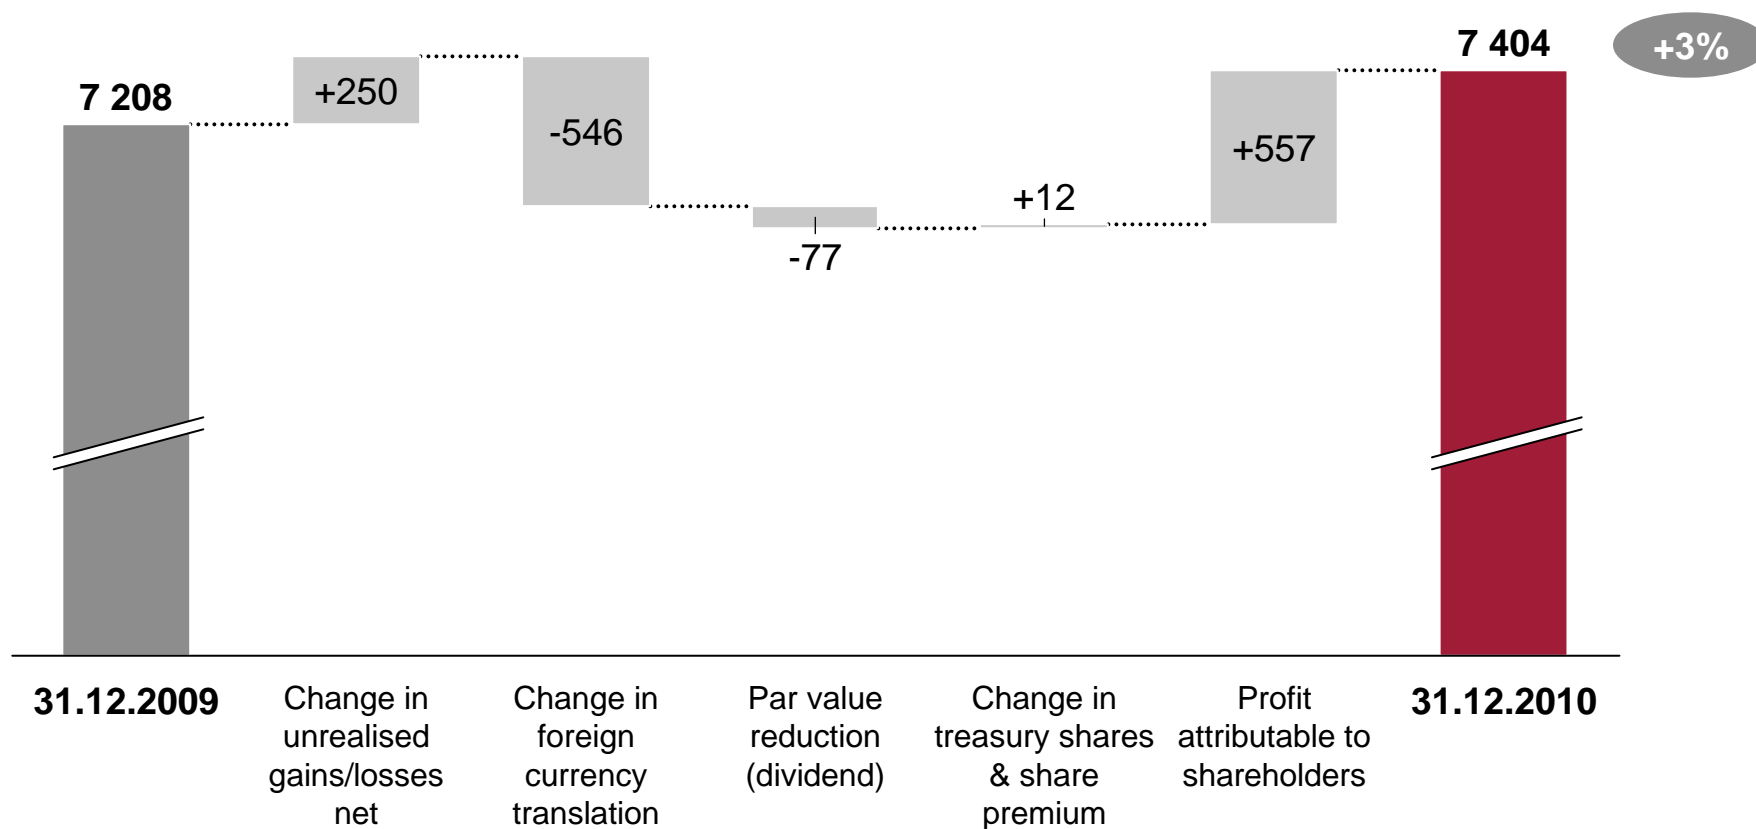 7 208
+250
-546
-77
+12
+557
7 404
+3%
31.12.2009
Change in
unrealised
gains/losses
net
Change in
foreign
currency
translation
Par value
reduction
(dividend)
Change in
treasury shares
& share
premium
Profit
attributable to
shareholders
31.12.2010